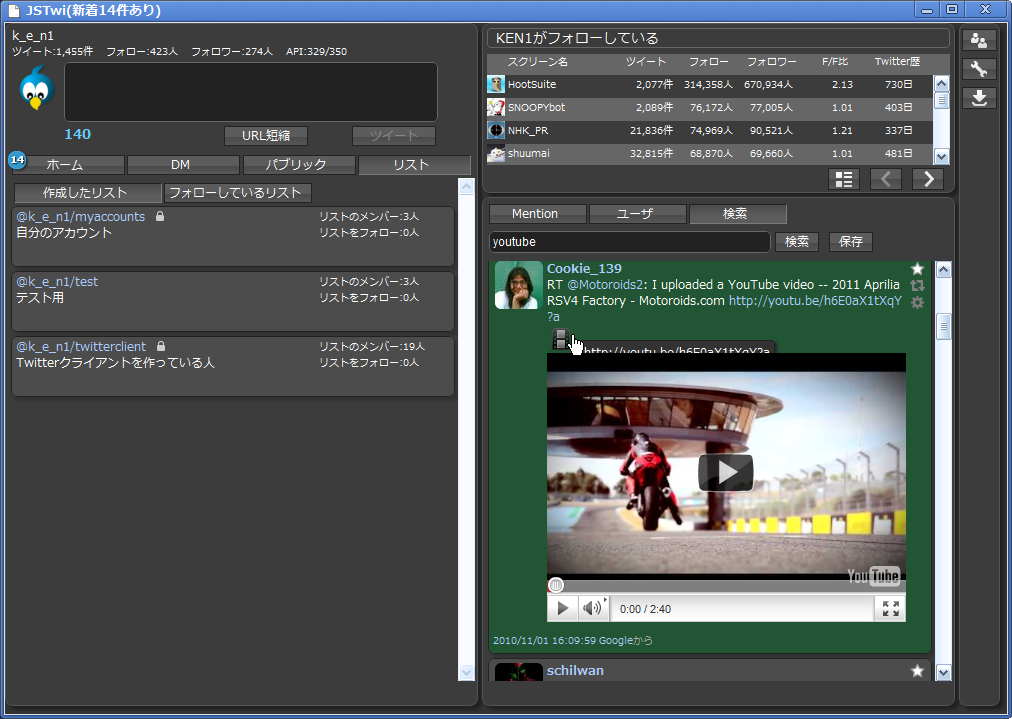 JSTwi(新着14件あり)
k_e_n1
ツイート:1,455件 フォロー:423人 フォロワー:274人 API:329/350
140
URL短縮
ツイート
14
ホーム
DM
パブリック
リスト
作成したリスト
フォローしているリスト
@k_e_n1/myaccounts
リストのメンバー:3人
自分のアカウント
リストをフォロー:0人
@k_e_n1/test
リストのメンバー:3人
テスト用
リストをフォロー:0人
@k_e_n1/twitterclient
リストのメンバー:19人
Twitterクライアントを作っている人
リストをフォロー:0人
KEN1がフォローしている
スクリーン名 ツイート フォロー フォロワー F/F比 Twitter歴
HootSuite 2,077件 314,358人 670,934人 2.13 730日
SNOOPYbot 2,089件 76,172人 77,005人 1.01 403日
NHK_PR 21,836件 74,969人 90,521人 1.21 337日
shuumai 32,815件 68,870人 69,660人 1.01 481日
Mention
ユーザ
検索
youtube
検索
保存
Cookie_139
RT @Motoroids2: I uploaded a YouTube video -- 2011 Aprilia
RSV4 Factory - Motoroids.com http://youtu.be/h6E0aX1tXqY
?a
http://youtu.be/h6E0aX1tXqY?a
YouTube
0:00 / 2:40
2010/11/01 16:09:59 Googleから
schilwan